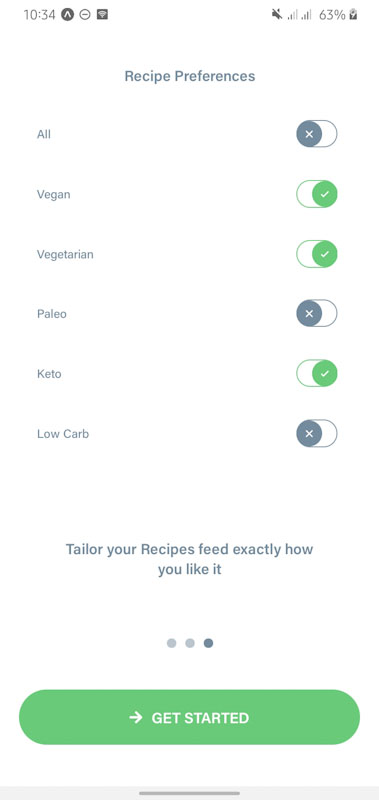 10:34 63%
Recipe Preferences
All
Vegan
Vegetarian
Paleo
Keto
Low Carb
Tailor your Recipes feed exactly how
you like it
GET STARTED